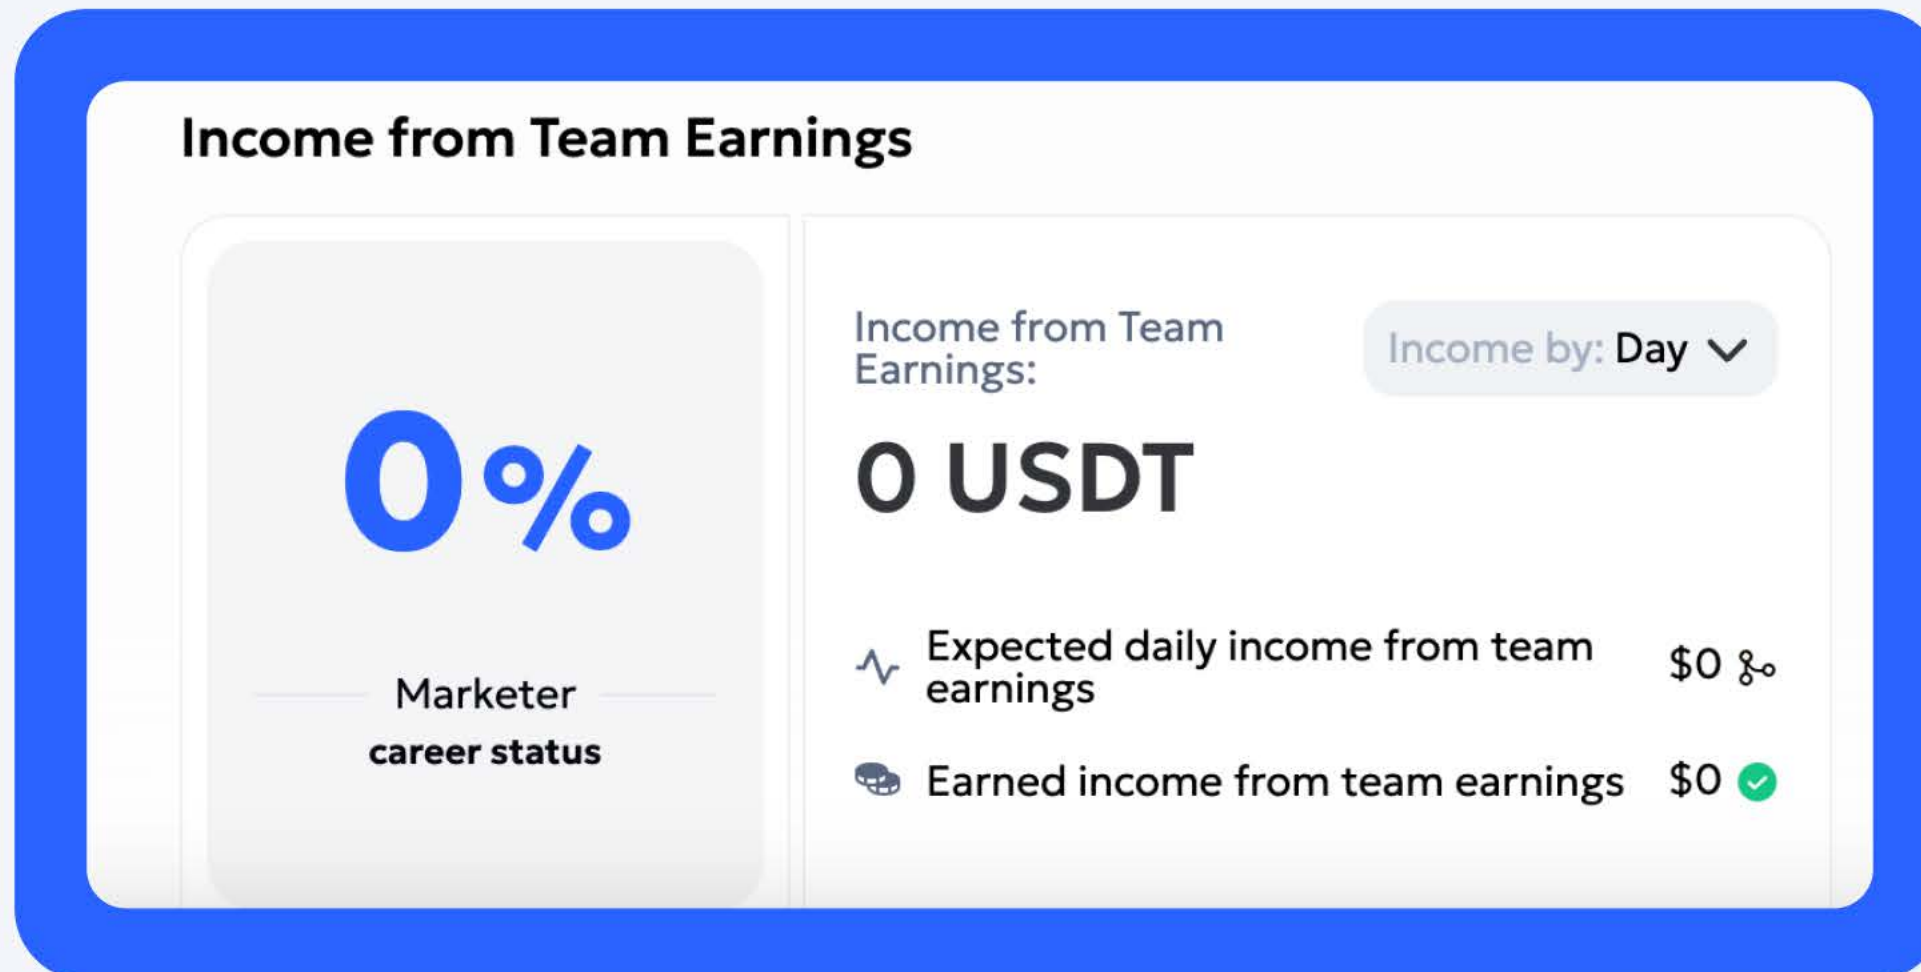 Income from Team Earnings
0%
Marketer
career status
Income from Team
Earnings:
Income by: Day
0 USDT
Expected daily income from team
earnings
$0
Earned income from team earnings
$0